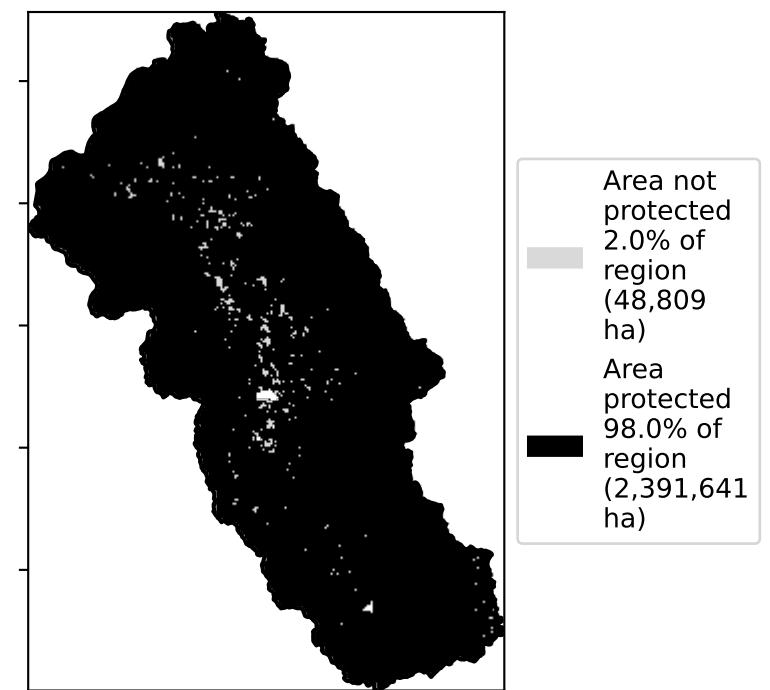 Area not
protected
2.0% of
region
(48,809
ha)
Area
protected
98.0% of
region
(2,391,641
ha)